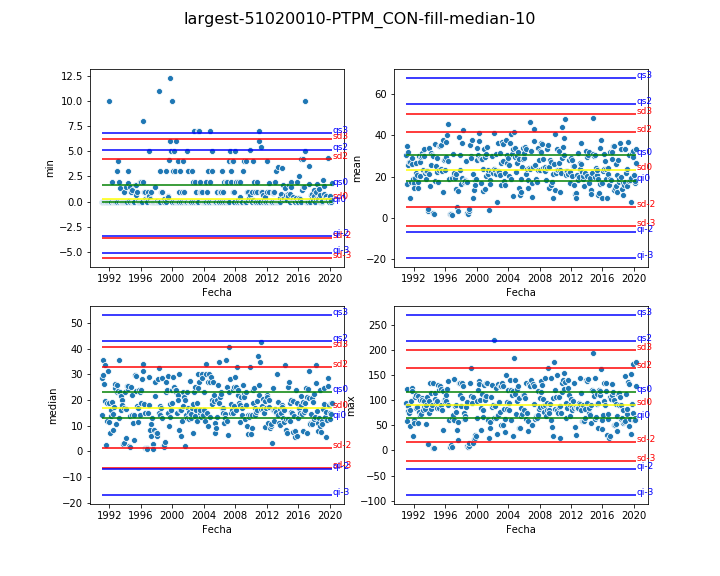 largest-51020010-PTPM_CON-fill-median-10
12.5
10.0
7.5
5.0
2.5
0.0
−2.5
−5.0
min
qs3
sd3
qs2
sd2
qs0
sd0
qi0
qi-2
sd-2
qi-3
sd-3
1992 1996 2000 2004 2008 2012 2016 2020
Fecha
60
40
20
0
−20
mean
qs3
qs2
sd3
sd2
qs0
sd0
qi0
sd-2
sd-3
qi-2
qi-3
1992 1996 2000 2004 2008 2012 2016 2020
Fecha
50
40
30
20
10
0
−10
−20
median
qs3
qs2
sd3
sd2
qs0
sd0
qi0
sd-2
sd-3
qi-2
qi-3
1992 1996 2000 2004 2008 2012 2016 2020
Fecha
250
200
150
100
50
0
−50
−100
max
qs3
qs2
sd3
sd2
qs0
sd0
qi0
sd-2
sd-3
qi-2
qi-3
1992 1996 2000 2004 2008 2012 2016 2020
Fecha